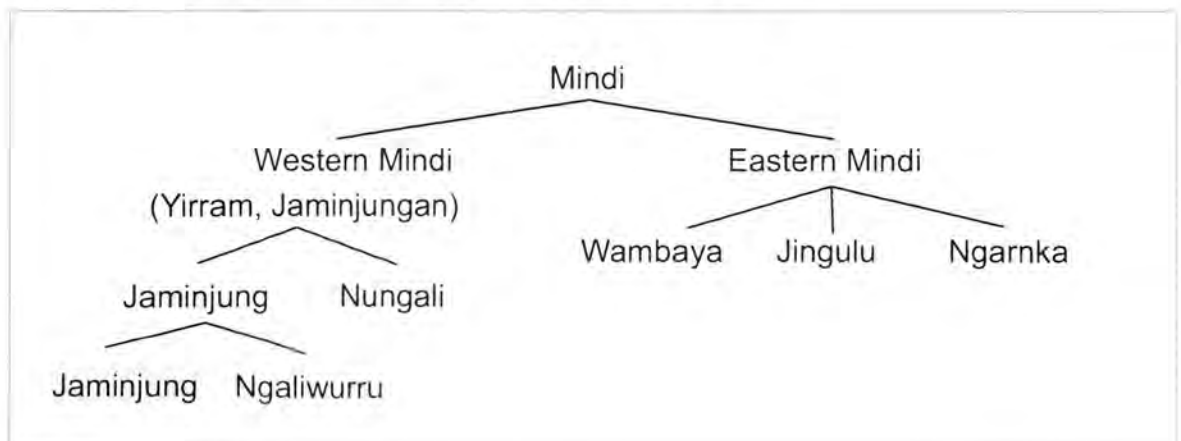 Mindi
Western Mindi Eastern Mindi
(Yirram, Jaminjungan)
Wambaya Jingulu Ngarnka
Jaminjung Nungali
Jaminjung Ngaliwurru